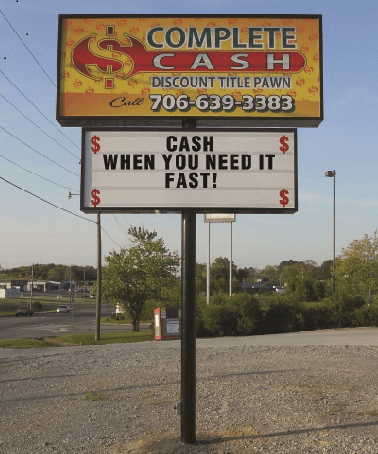 $ COMPLETE
CASH
DISCOUNT TITLE PAWN
Call 706-639-3383
$ CASH $
WHEN YOU NEED IT
FAST!
$ $